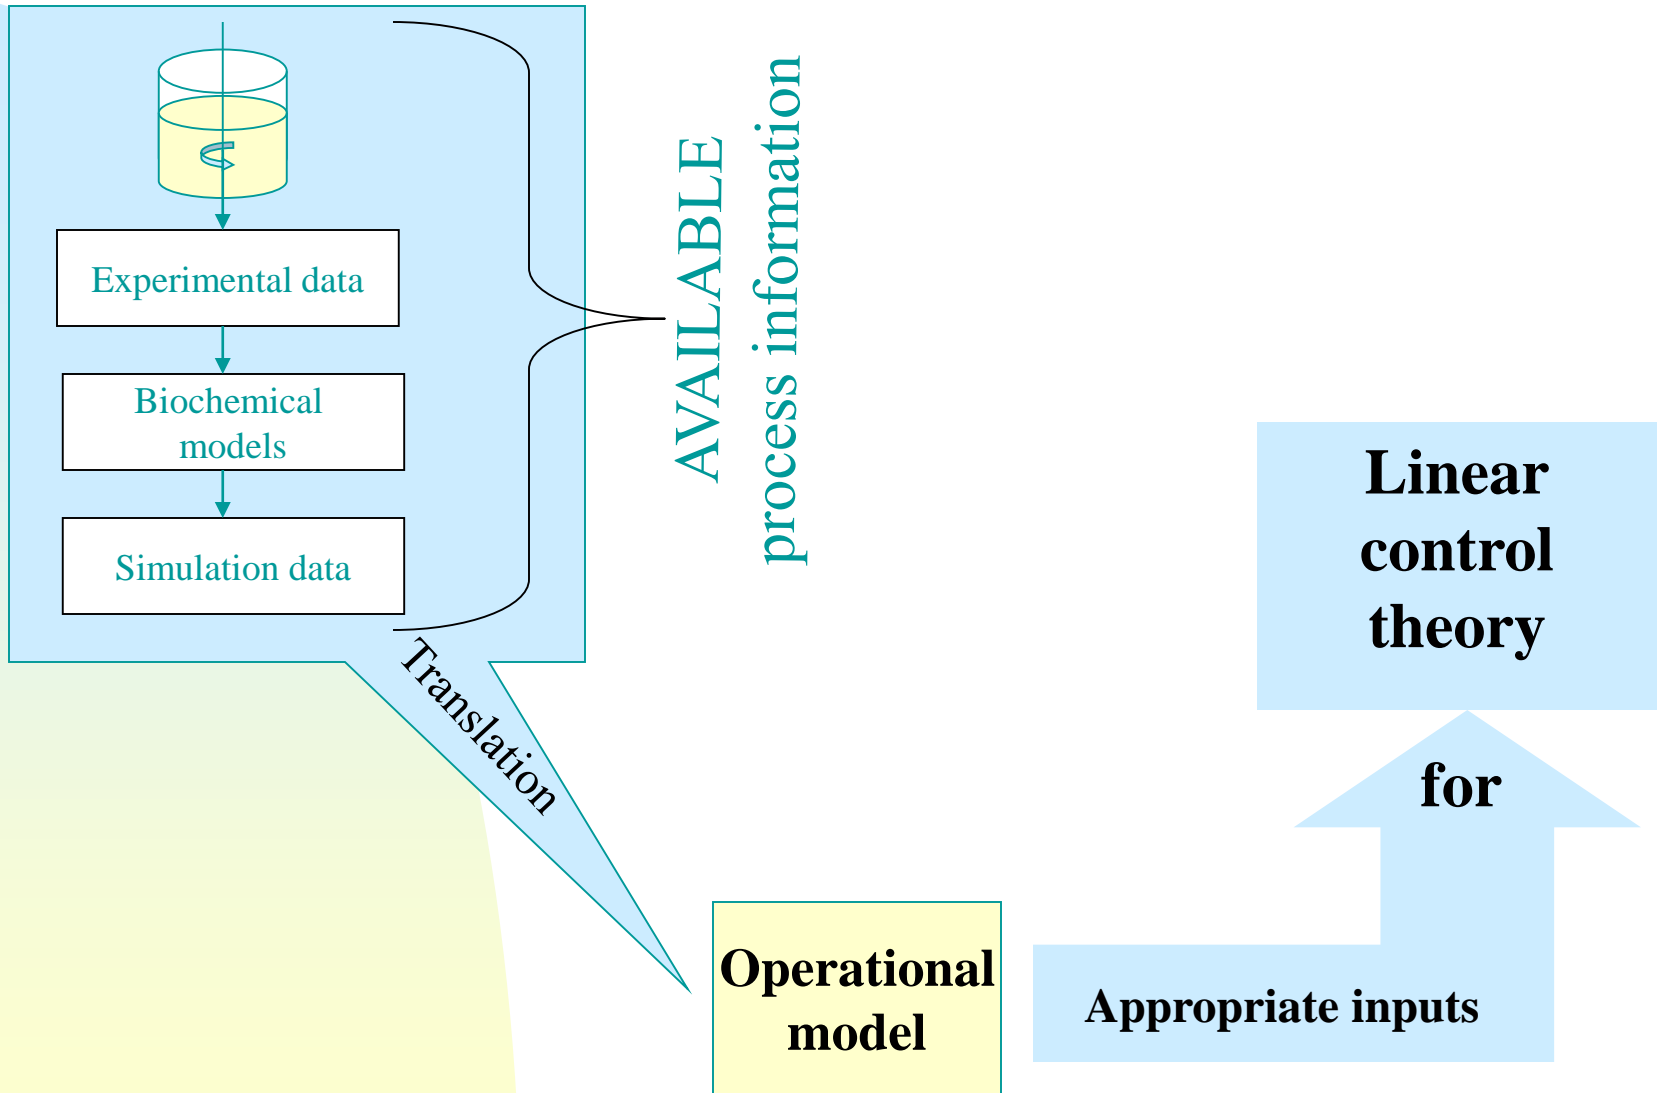 Experimental data
Biochemical
models
Simulation data
AVAILABLE
process information
Translation
Operational
model
Appropriate inputs
for
Linear
control
theory